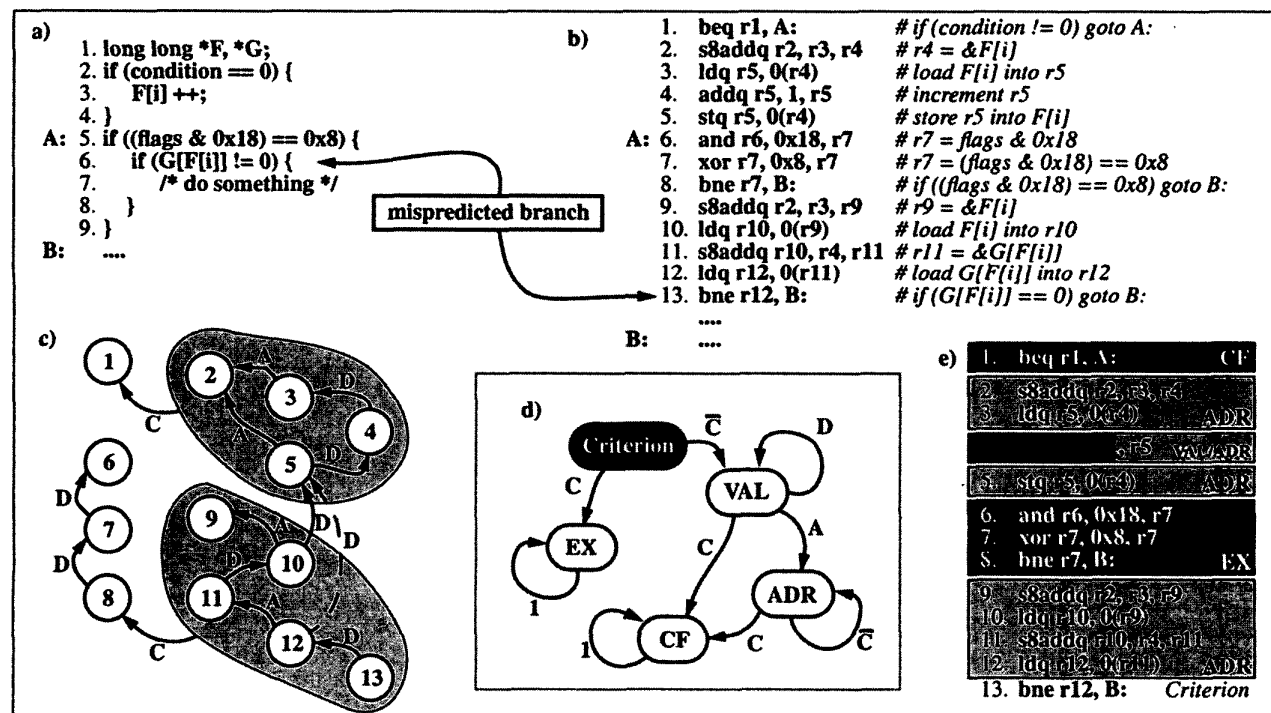 a)
1. long long *F, *G;
2. if (condition == 0) {
3. F[i] ++;
4. }
A: 5. if ((flags & 0x18) == 0x8) {
6. if (G[F[i]] != 0) {
7. /* do something */
8. }
9. }
B: ....
mispredicted branch
b)
1. beq r1, A: # if (condition != 0) goto A:
2. s8addq r2, r3, r4 # r4 = &F[i]
3. ldq r5, 0(r4) # load F[i] into r5
4. addq r5, 1, r5 # increment r5
5. stq r5, 0(r4) # store r5 into F[i]
A: 6. and r6, 0x18, r7 # r7 = flags & 0x18
7. xor r7, 0x8, r7 # r7 = (flags & 0x18) == 0x8
8. bne r7, B: # if ((flags & 0x18) == 0x8) goto B:
9. s8addq r2, r3, r9 # r9 = &F[i]
10. ldq r10, 0(r9) # load F[i] into r10
11. s8addq r10, r4, r11 # r11 = &G[F[i]]
12. ldq r12, 0(r11) # load G[F[i]] into r12
13. bne r12, B: # if (G[F[i]] == 0) goto B:
....
B: ....
c)
1
2
A
3
D
4
A
5
D
C
6
D
7
D
8
C
9
A
10
D
D
11
D
A
12
D
13
d)
Criterion
C̅
D
VAL
C
EX
1
C
A
ADR
C
C̅
CF
1
e)
1. beq r1, A: CF
2. s8addq r2, r3, r4
3. ldq r5, 0(r4) ADR
, r5 VAL/ADR
5. stq r5, 0(r4) ADR
6. and r6, 0x18, r7
7. xor r7, 0x8, r7
8. bne r7, B: EX
9. s8addq r2, r3, r9
10. ldq r10, 0(r9)
11. s8addq r10, r4, r11
12. ldq r12, 0(r11) ADR
13. bne r12, B: Criterion